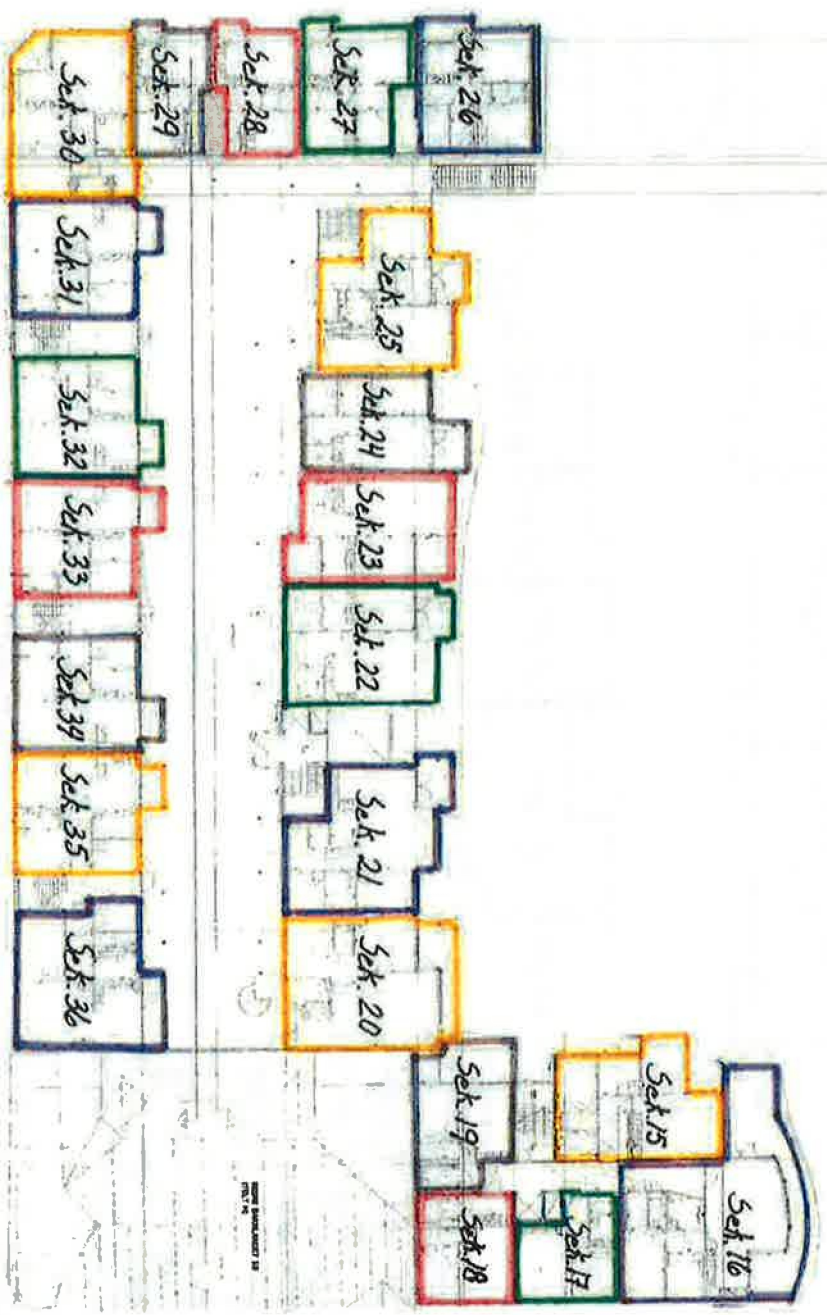 Sek. 26
Sek. 27
Sek. 28
Sek. 29
Sek. 30
Sek. 31
Sek. 25
Sek. 32
Sek. 24
Sek. 33
Sek. 23
Sek. 34
Sek. 22
Sek. 35
Sek. 21
Sek. 36
Sek. 20
Sek. 19
Sek. 15
Sek. 18
Sek. 17
Sek. 16